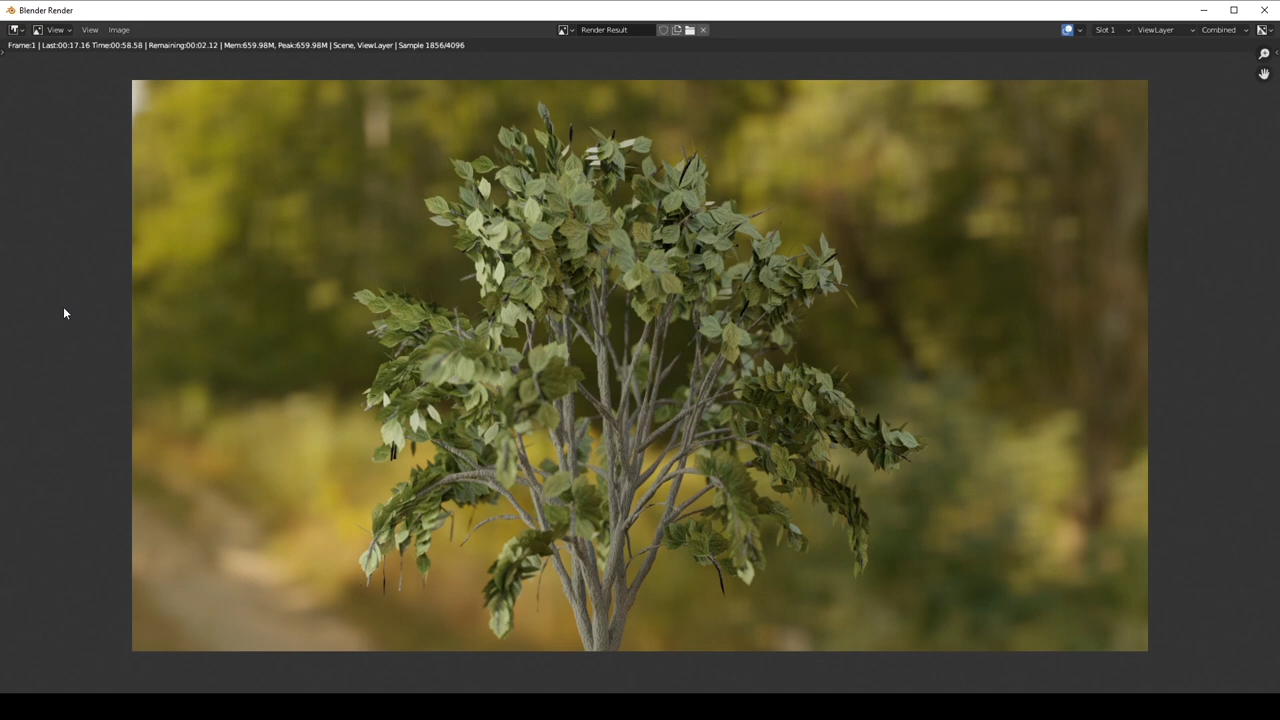 Blender Render
View View Image Render Result Slot 1 ViewLayer Combined
Frame:1 | Last:00:17.16 Time:00:58.58 | Remaining:00:02.12 | Mem:659.98M, Peak:659.98M | Scene, ViewLayer | Sample 1856/4096